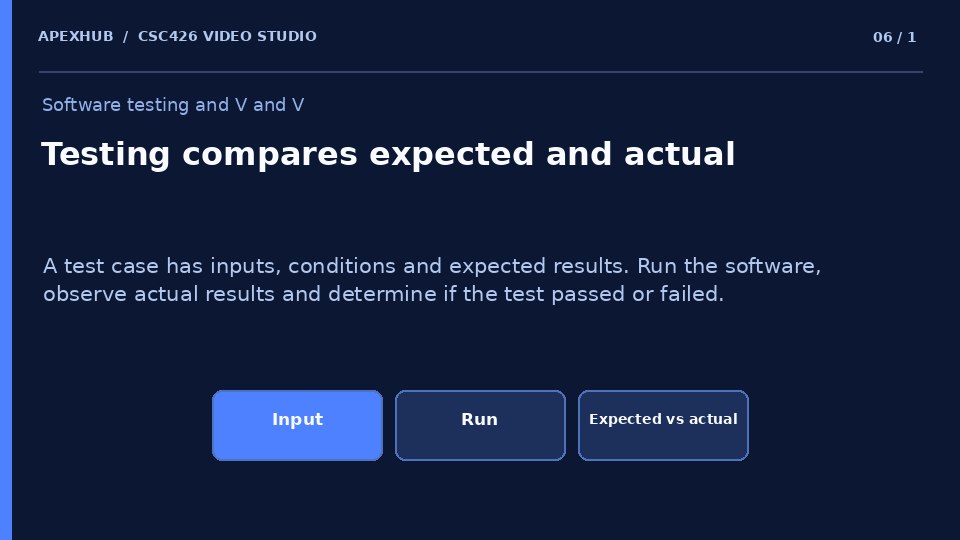 APEXHUB / CSC426 VIDEO STUDIO
06 / 1
Software testing and V and V
Testing compares expected and actual
A test case has inputs, conditions and expected results. Run the software,
observe actual results and determine if the test passed or failed.
Input
Run
Expected vs actual